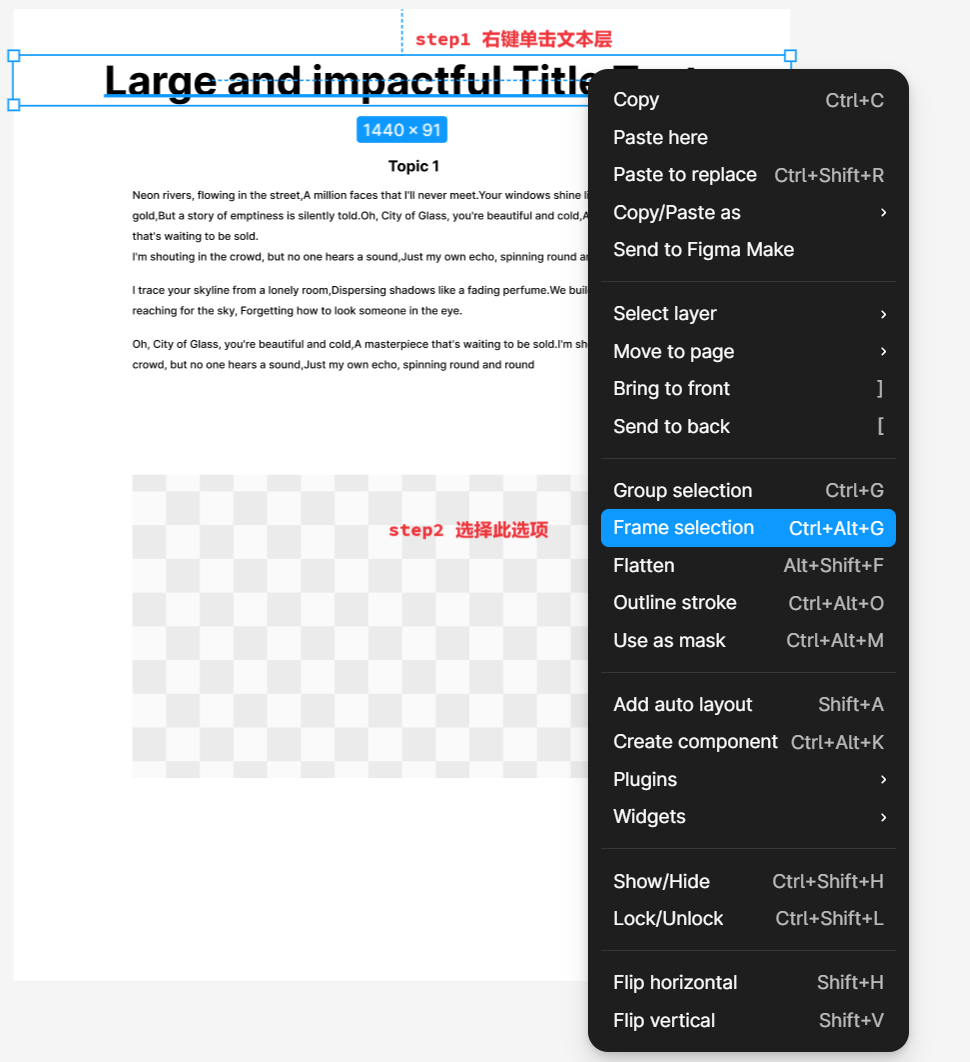 step1 右键单击文本层
Large and impactful Title
1440 × 91
Topic 1
Neon rivers, flowing in the street,A million faces that I'll never meet.Your windows shine
gold,But a story of emptiness is silently told.Oh, City of Glass, you're beautiful and cold,
that's waiting to be sold.
I'm shouting in the crowd, but no one hears a sound,Just my own echo, spinning round
I trace your skyline from a lonely room,Dispersing shadows like a fading perfume.We
reaching for the sky, Forgetting how to look someone in the eye.
Oh, City of Glass, you're beautiful and cold,A masterpiece that's waiting to be sold.I'm
crowd, but no one hears a sound,Just my own echo, spinning round and round
step2 选择此选项
Copy Ctrl+C
Paste here
Paste to replace Ctrl+Shift+R
Copy/Paste as
Send to Figma Make
Select layer
Move to page
Bring to front ]
Send to back [
Group selection Ctrl+G
Frame selection Ctrl+Alt+G
Flatten Alt+Shift+F
Outline stroke Ctrl+Alt+O
Use as mask Ctrl+Alt+M
Add auto layout Shift+A
Create component Ctrl+Alt+K
Plugins
Widgets
Show/Hide Ctrl+Shift+H
Lock/Unlock Ctrl+Shift+L
Flip horizontal Shift+H
Flip vertical Shift+V